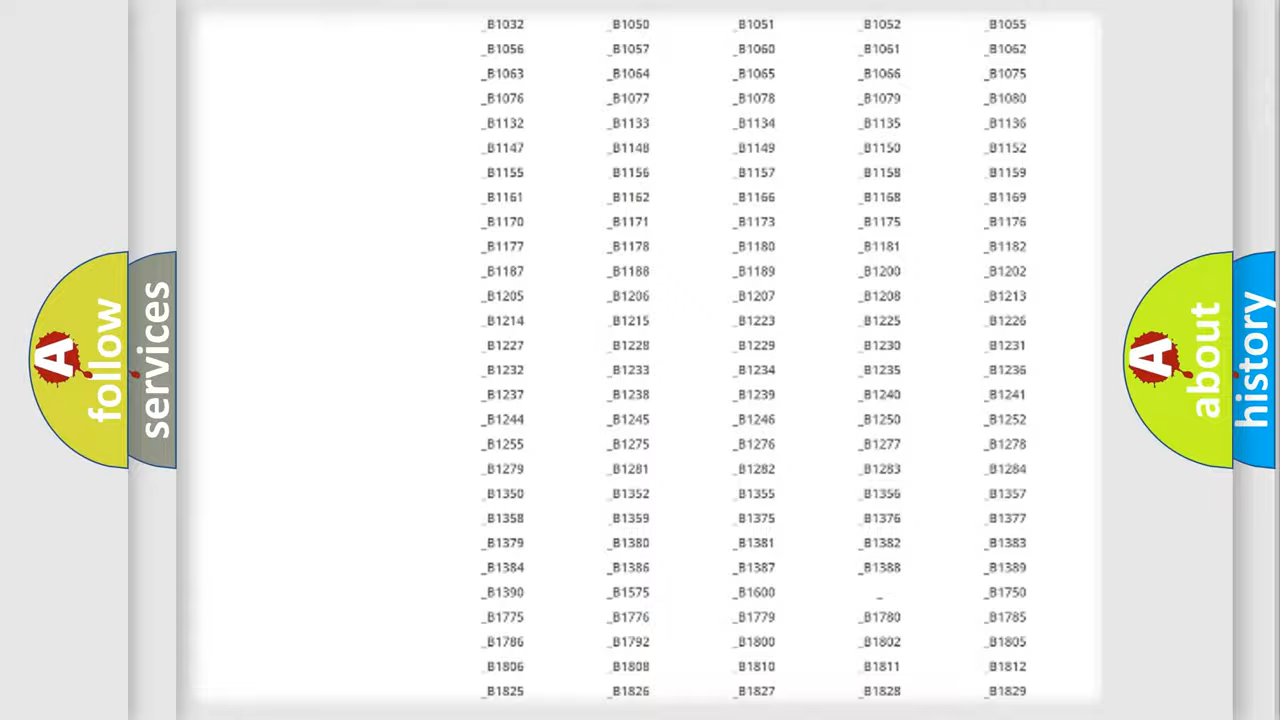 _B1032 _B1050 _B1051 _B1052 _B1055
_B1056 _B1057 _B1060 _B1061 _B1062
_B1063 _B1064 _B1065 _B1066 _B1075
_B1076 _B1077 _B1078 _B1079 _B1080
_B1132 _B1133 _B1134 _B1135 _B1136
_B1147 _B1148 _B1149 _B1150 _B1152
_B1155 _B1156 _B1157 _B1158 _B1159
_B1161 _B1162 _B1166 _B1168 _B1169
_B1170 _B1171 _B1173 _B1175 _B1176
_B1177 _B1178 _B1180 _B1181 _B1182
_B1187 _B1188 _B1189 _B1200 _B1202
_B1205 _B1206 _B1207 _B1208 _B1213
_B1214 _B1215 _B1223 _B1225 _B1226
_B1227 _B1228 _B1229 _B1230 _B1231
_B1232 _B1233 _B1234 _B1235 _B1236
_B1237 _B1238 _B1239 _B1240 _B1241
_B1244 _B1245 _B1246 _B1250 _B1252
_B1255 _B1275 _B1276 _B1277 _B1278
_B1279 _B1281 _B1282 _B1283 _B1284
_B1350 _B1352 _B1355 _B1356 _B1357
_B1358 _B1359 _B1375 _B1376 _B1377
_B1379 _B1380 _B1381 _B1382 _B1383
_B1384 _B1386 _B1387 _B1388 _B1389
_B1390 _B1575 _B1600 _ _B1750
_B1775 _B1776 _B1779 _B1780 _B1785
_B1786 _B1792 _B1800 _B1802 _B1805
_B1806 _B1808 _B1810 _B1811 _B1812
_B1825 _B1826 _B1827 _B1828 _B1829
A
follow
services
A
about
history